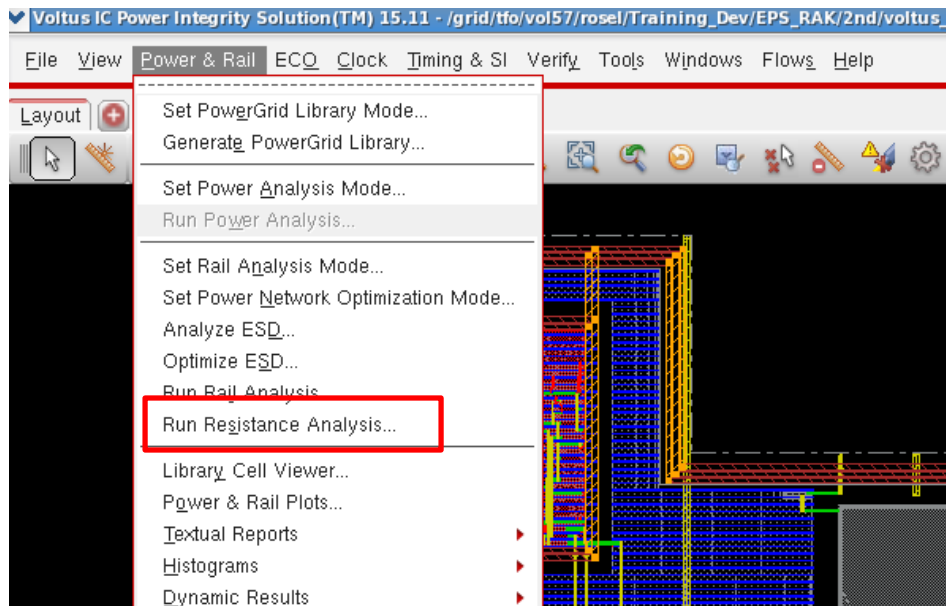 Voltus IC Power Integrity Solution(TM) 15.11 - /grid/tfo/vol57/rosel/Training_Dev/EPS_RAK/2nd/voltus_
File View Power & Rail ECO Clock Timing & SI Verify Tools Windows Flows Help
Layout
Set PowerGrid Library Mode...
Generate PowerGrid Library...
Set Power Analysis Mode...
Run Power Analysis...
Set Rail Analysis Mode...
Set Power Network Optimization Mode...
Analyze ESD...
Optimize ESD...
Run Rail Analysis...
Run Resistance Analysis...
Library Cell Viewer...
Power & Rail Plots...
Textual Reports
Histograms
Dynamic Results